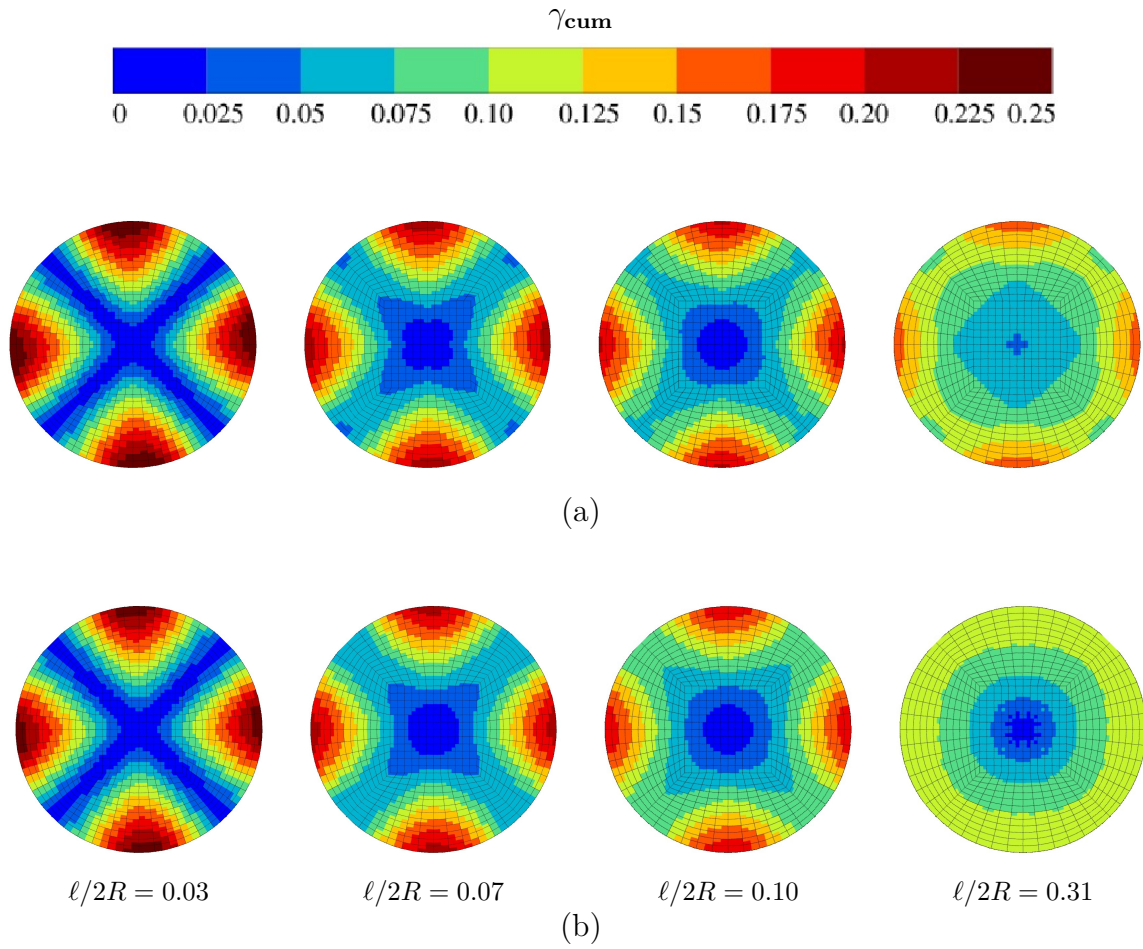 γcum
0 0.025 0.05 0.075 0.10 0.125 0.15 0.175 0.20 0.225 0.25
(a)
ℓ/2R = 0.03 ℓ/2R = 0.07 ℓ/2R = 0.10 ℓ/2R = 0.31
(b)